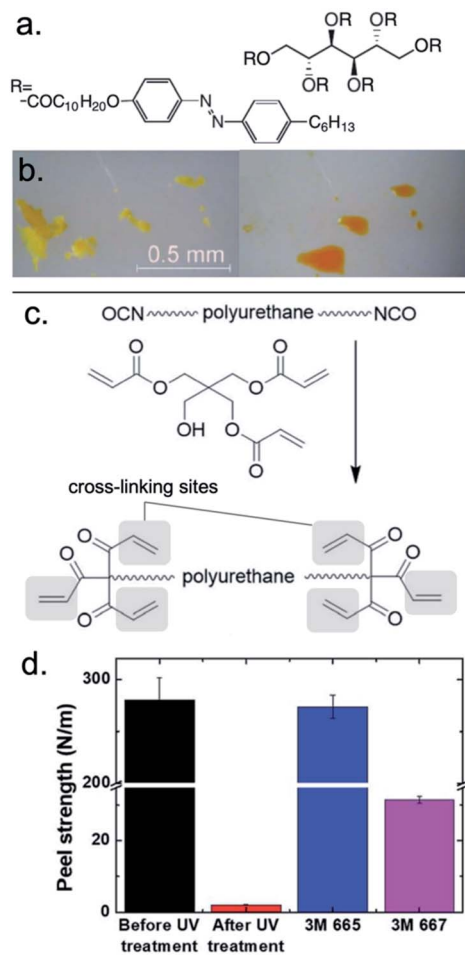 a.
OR OR OR
RO OR
OR
R=
-COC10H20O N N C6H13
b.
0.5 mm
c.
OCN polyurethane NCO
O O
O O
OH O
O
cross-linking sites
O O
O polyurethane O
O O
d.
Peel strength (N/m)
300
200
20
0
Before UV treatment
After UV treatment
3M 665
3M 667